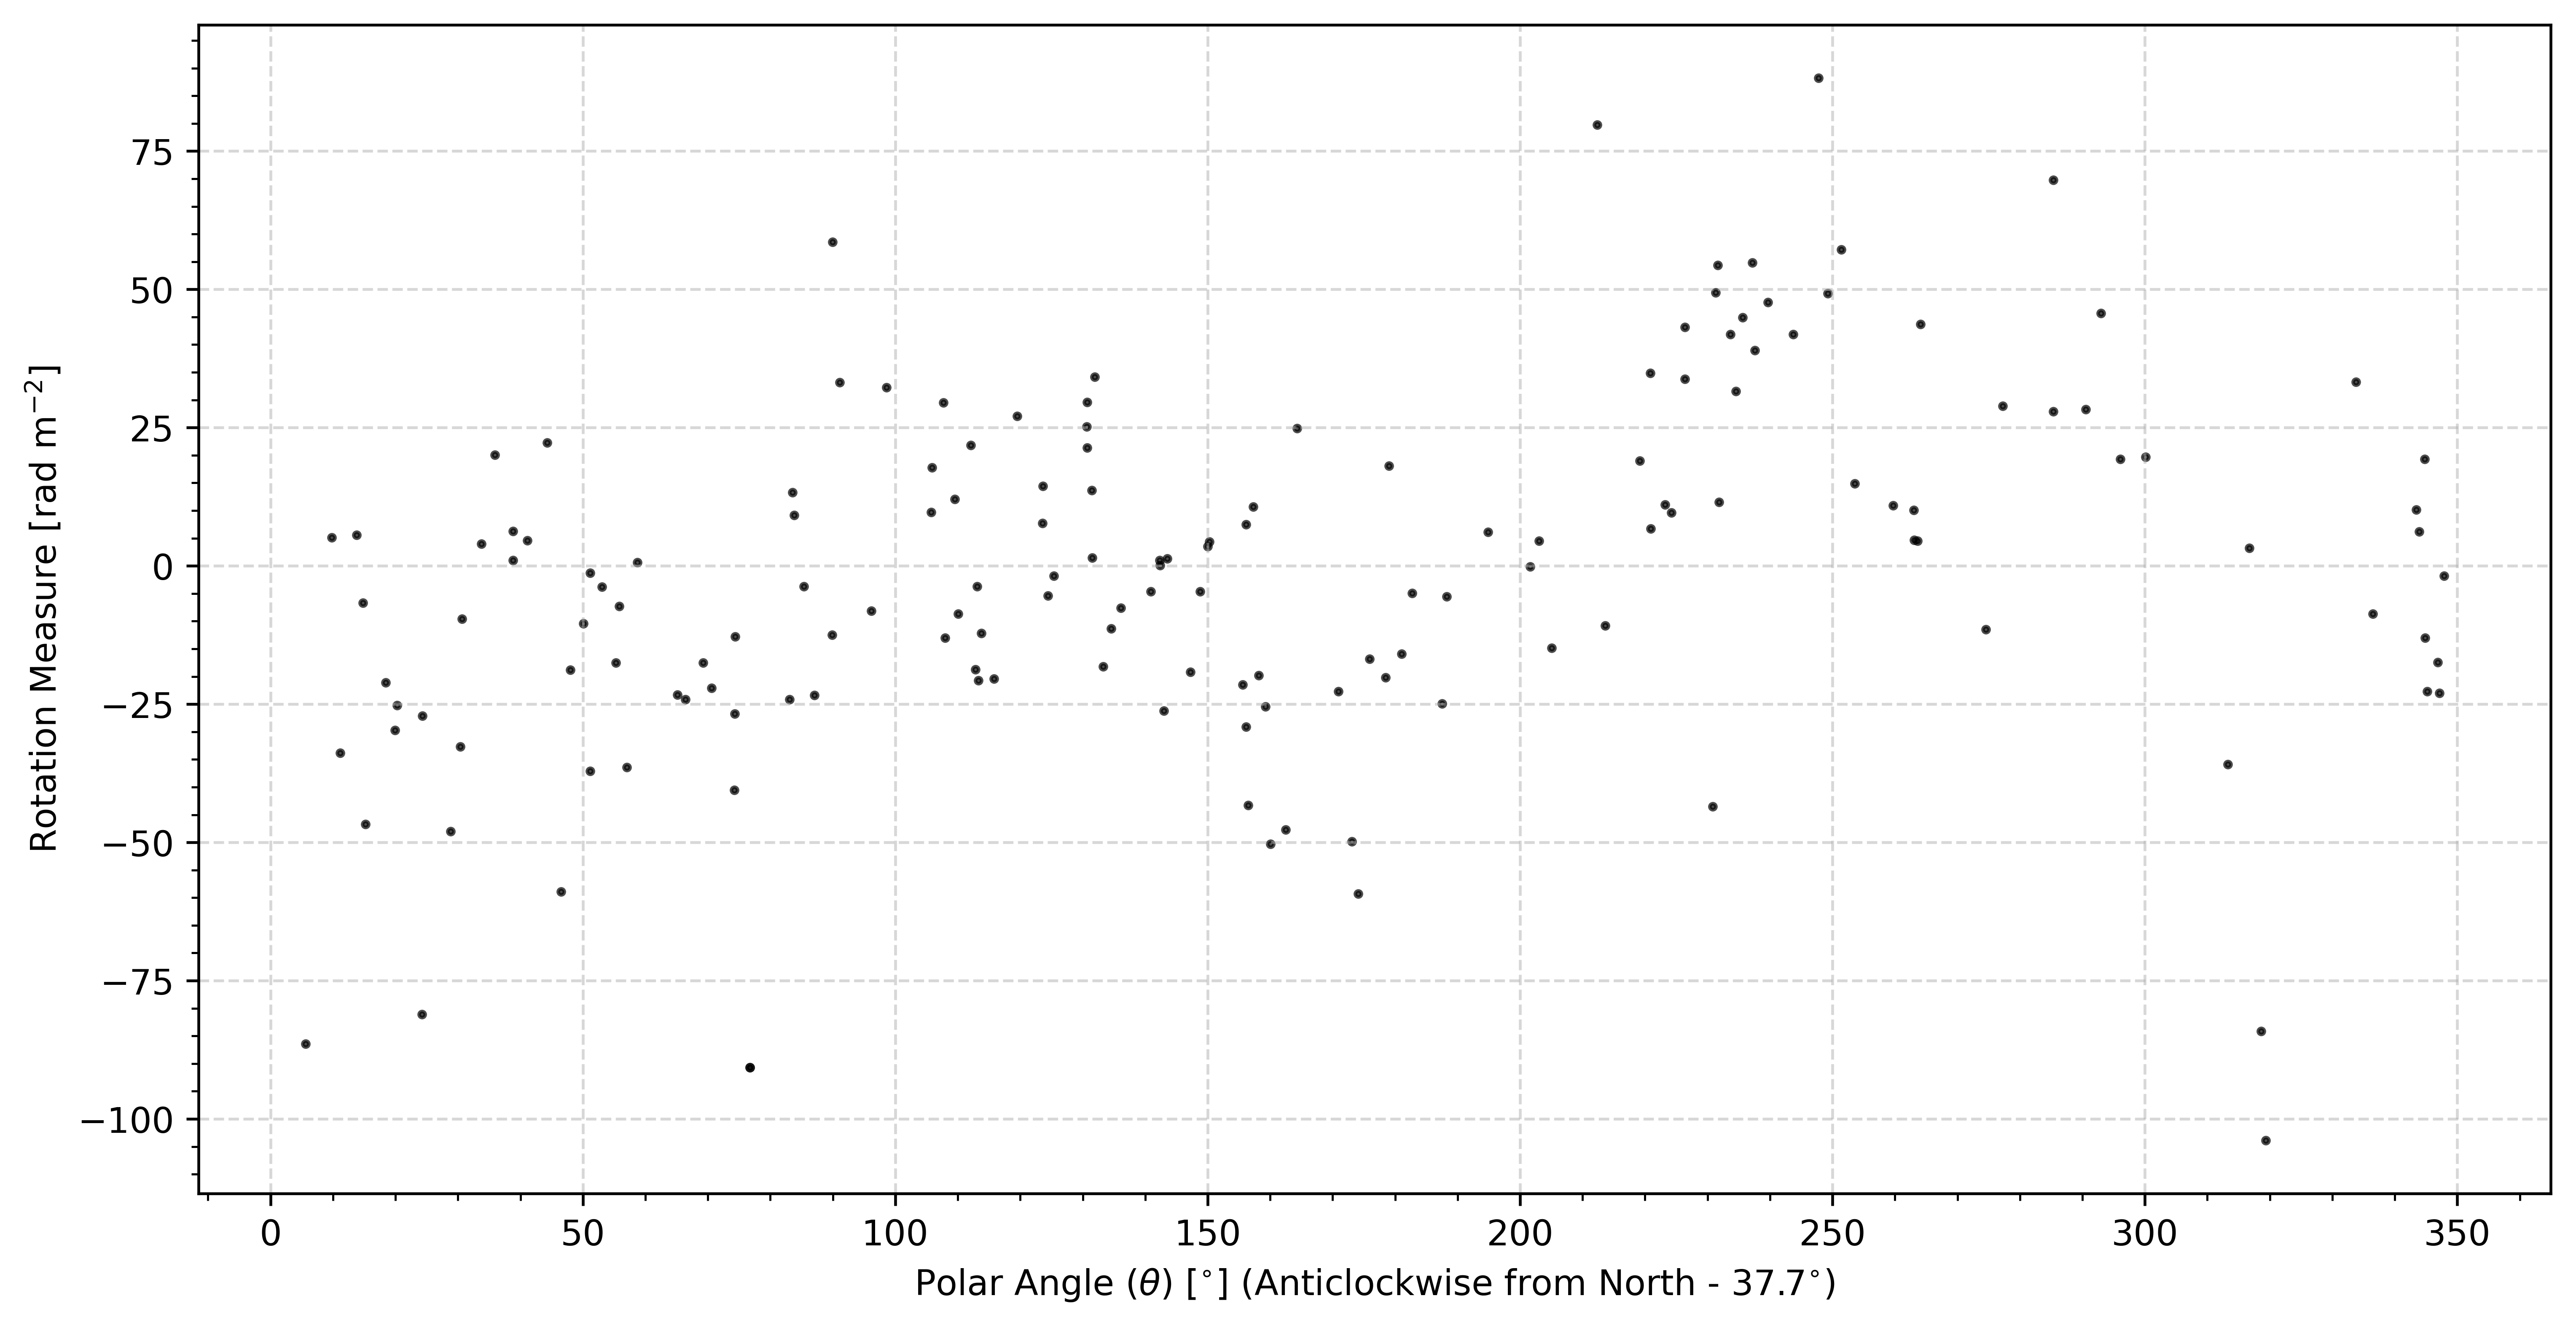 75
50
25
0
−25
−50
−75
−100
Rotation Measure [rad m⁻²]
0 50 100 150 200 250 300 350
Polar Angle (θ) [°] (Anticlockwise from North - 37.7°)